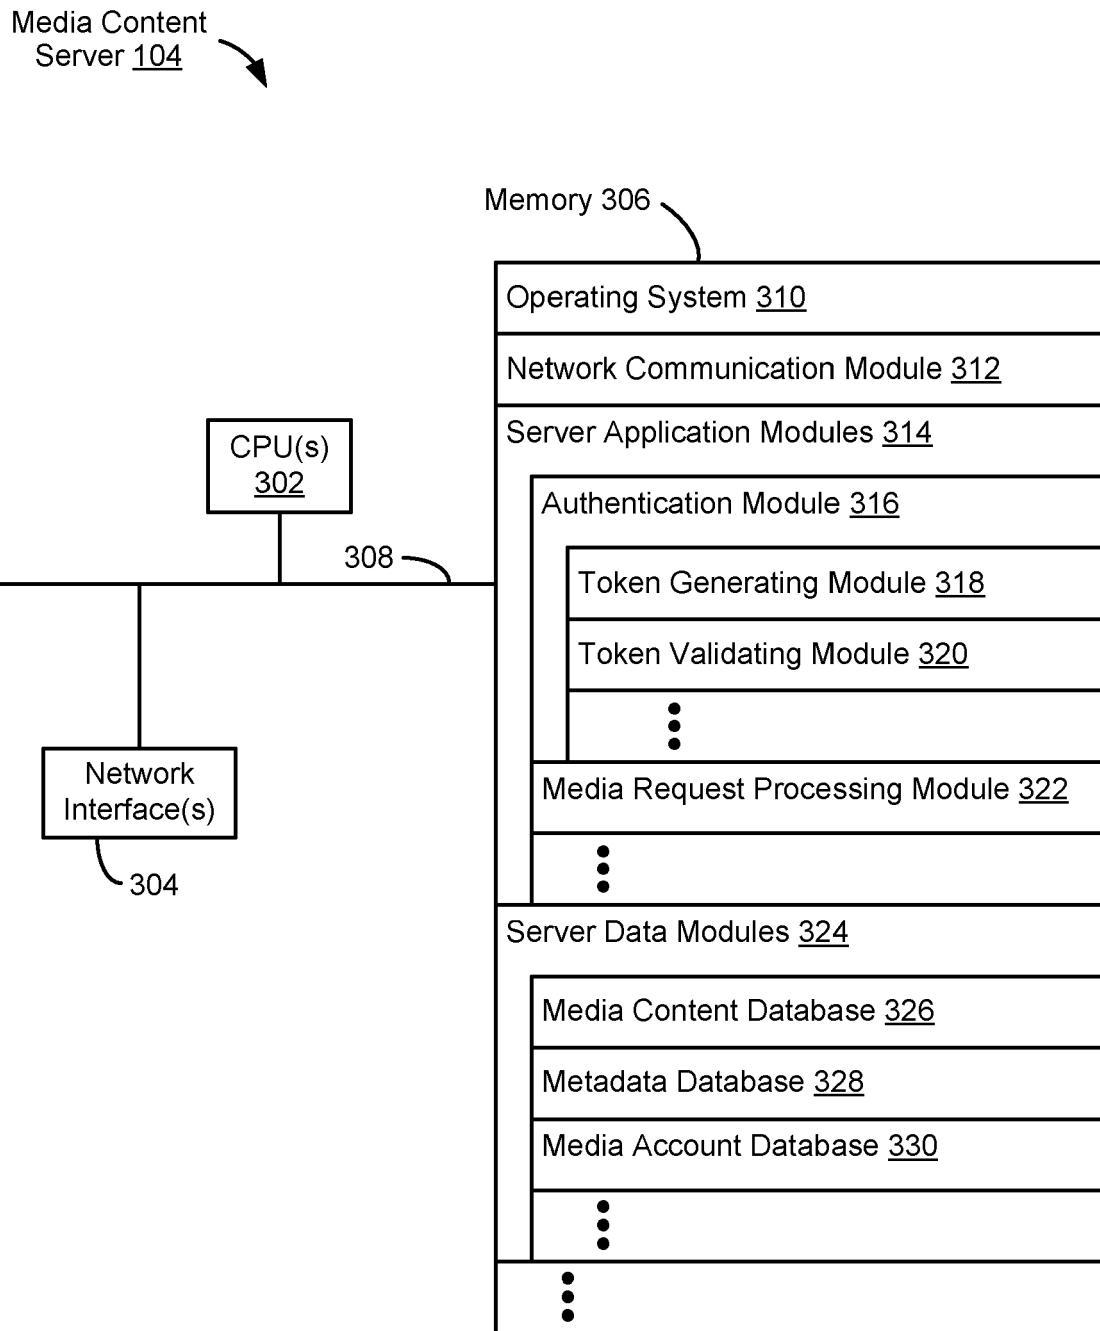 Media Content
Server 104
Memory 306
Operating System 310
Network Communication Module 312
Server Application Modules 314
CPU(s)
302
Authentication Module 316
308
Token Generating Module 318
Token Validating Module 320
Network
Interface(s)
Media Request Processing Module 322
304
Server Data Modules 324
Media Content Database 326
Metadata Database 328
Media Account Database 330